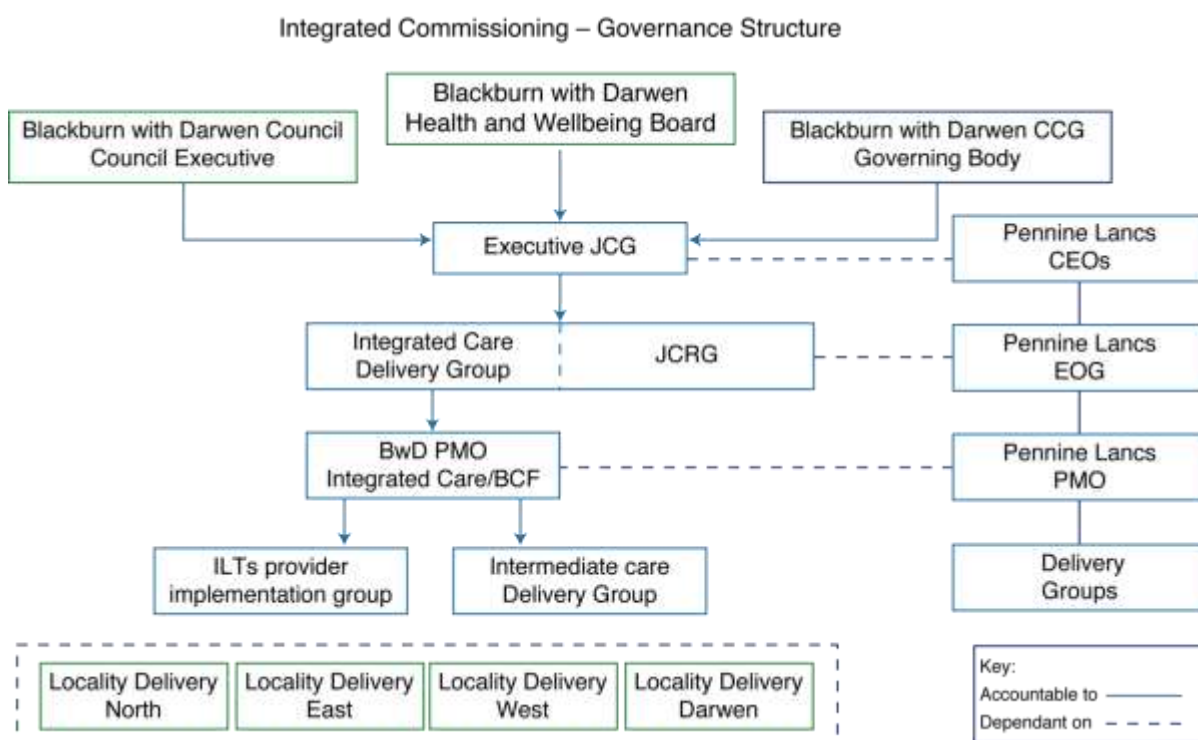 Integrated Commissioning – Governance Structure
Blackburn with Darwen
Health and Wellbeing Board
Blackburn with Darwen Council
Council Executive
Blackburn with Darwen CCG
Governing Body
Executive JCG
Pennine Lancs
CEOs
Integrated Care
Delivery Group
JCRG
Pennine Lancs
EOG
BwD PMO
Integrated Care/BCF
Pennine Lancs
PMO
ILTs provider
implementation group
Intermediate care
Delivery Group
Delivery
Groups
Locality Delivery
North
Locality Delivery
East
Locality Delivery
West
Locality Delivery
Darwen
Key:
Accountable to
Dependant on